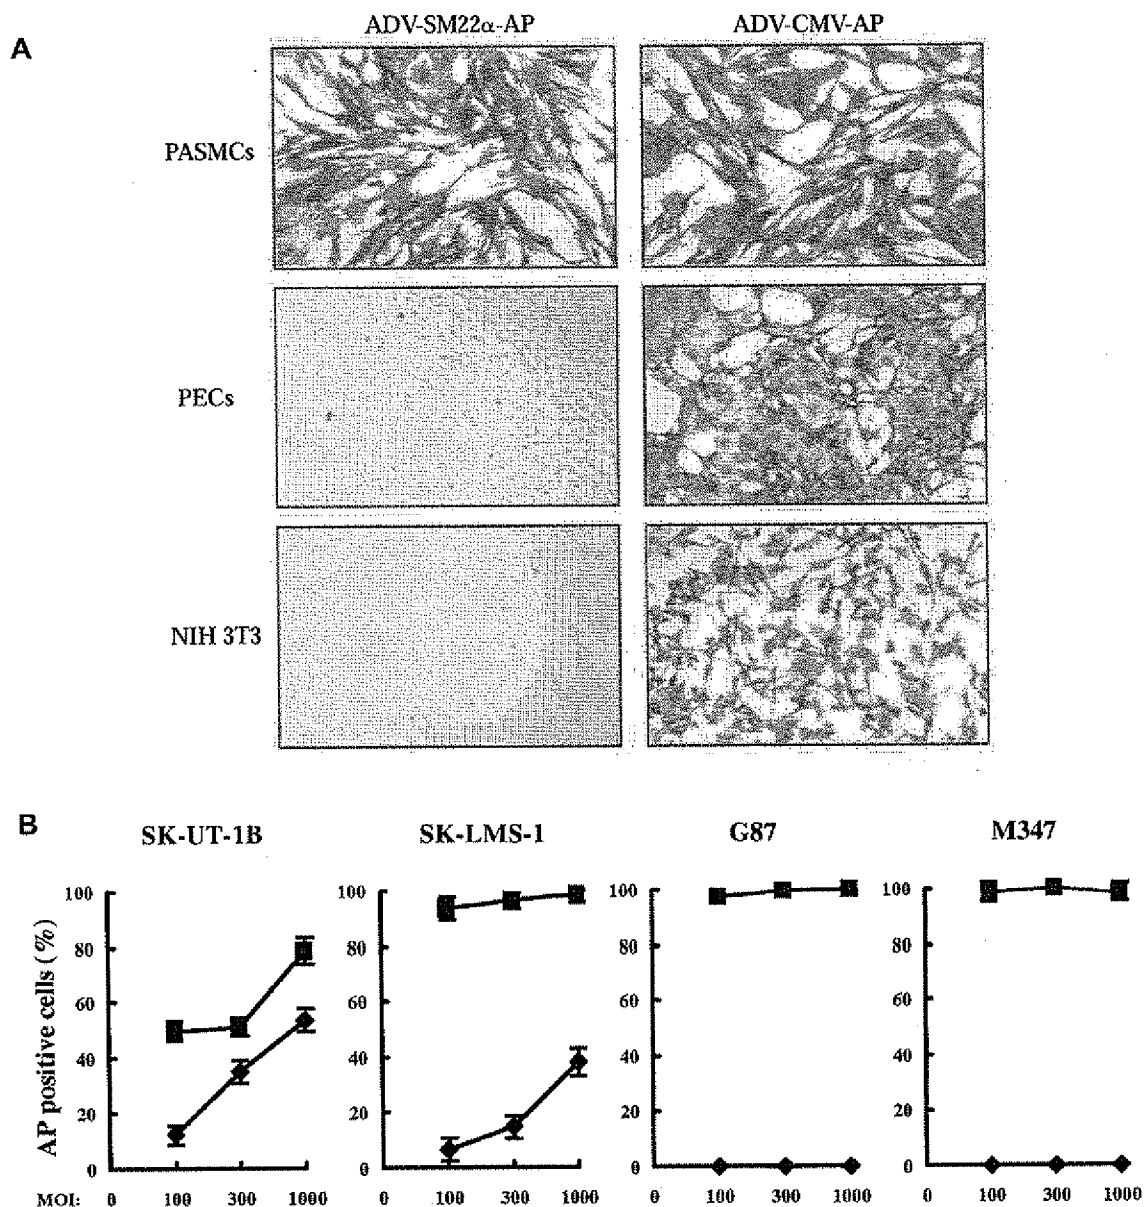 A
ADV-SM22α-AP
ADV-CMV-AP
PASMCs
PECs
NIH 3T3
B
SK-UT-1B
SK-LMS-1
G87
M347
AP positive cells (%)
100
80
60
40
20
0
100
80
60
40
20
0
100
80
60
40
20
0
100
80
60
40
20
0
MOI: 0 100 300 1000 0 100 300 1000 0 100 300 1000 0 100 300 1000